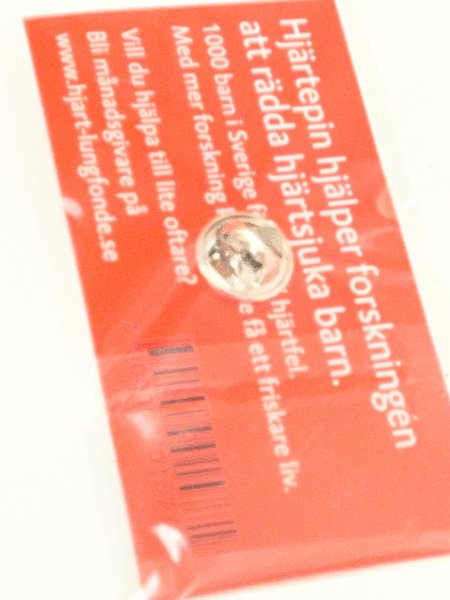 Hjärtepin hjälper forskningen
att rädda hjärtsjuka barn.
1000 barn i Sverige hjärtfel.
Med mer forskning få ett friskare liv.
Vill du hjälpa till lite oftare?
Bli månadsgivare på
www.hjart-lungfonde.se